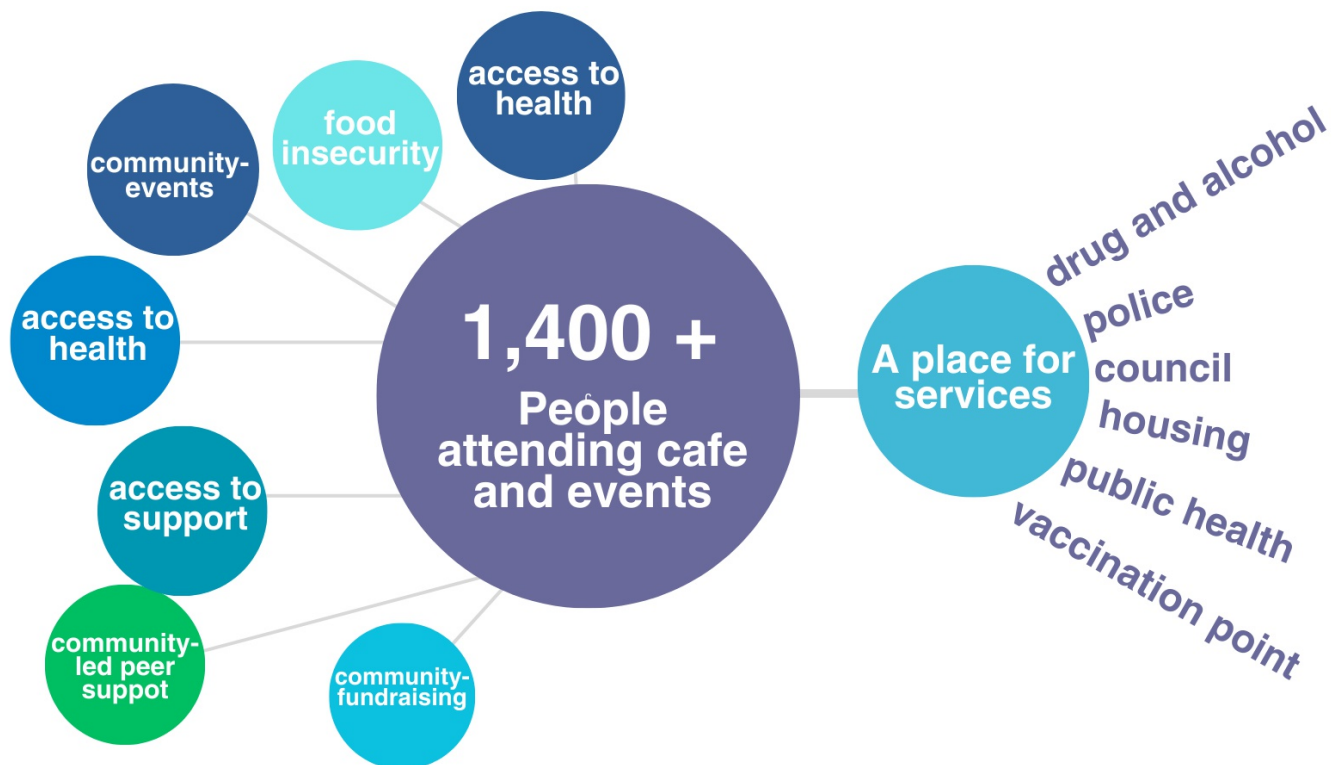 access to
health
food
insecurity
community-
events
access to
health
access to
support
community-
led peer
suppot
community-
fundraising
1,400 +
People
attending cafe
and events
A place for
services
drug and alcohol
police
council
housing
public health
vaccination point